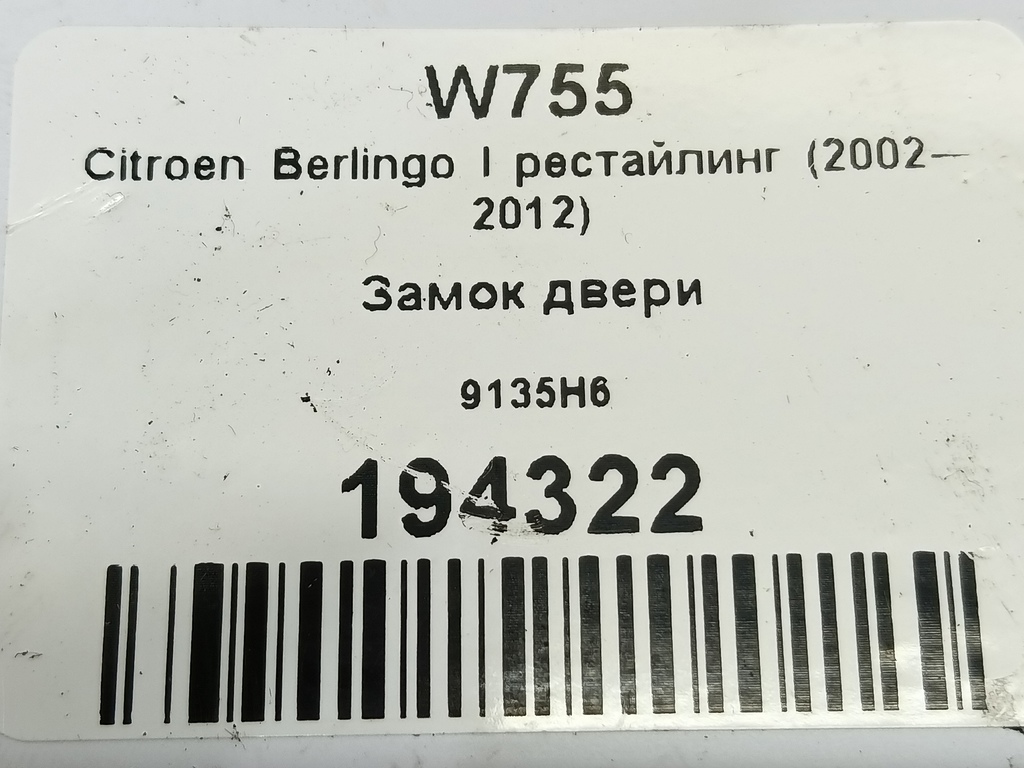 W755
Citroen Berlingo I рестайлинг (2002—
2012)
Замок двери
9135H6
194322